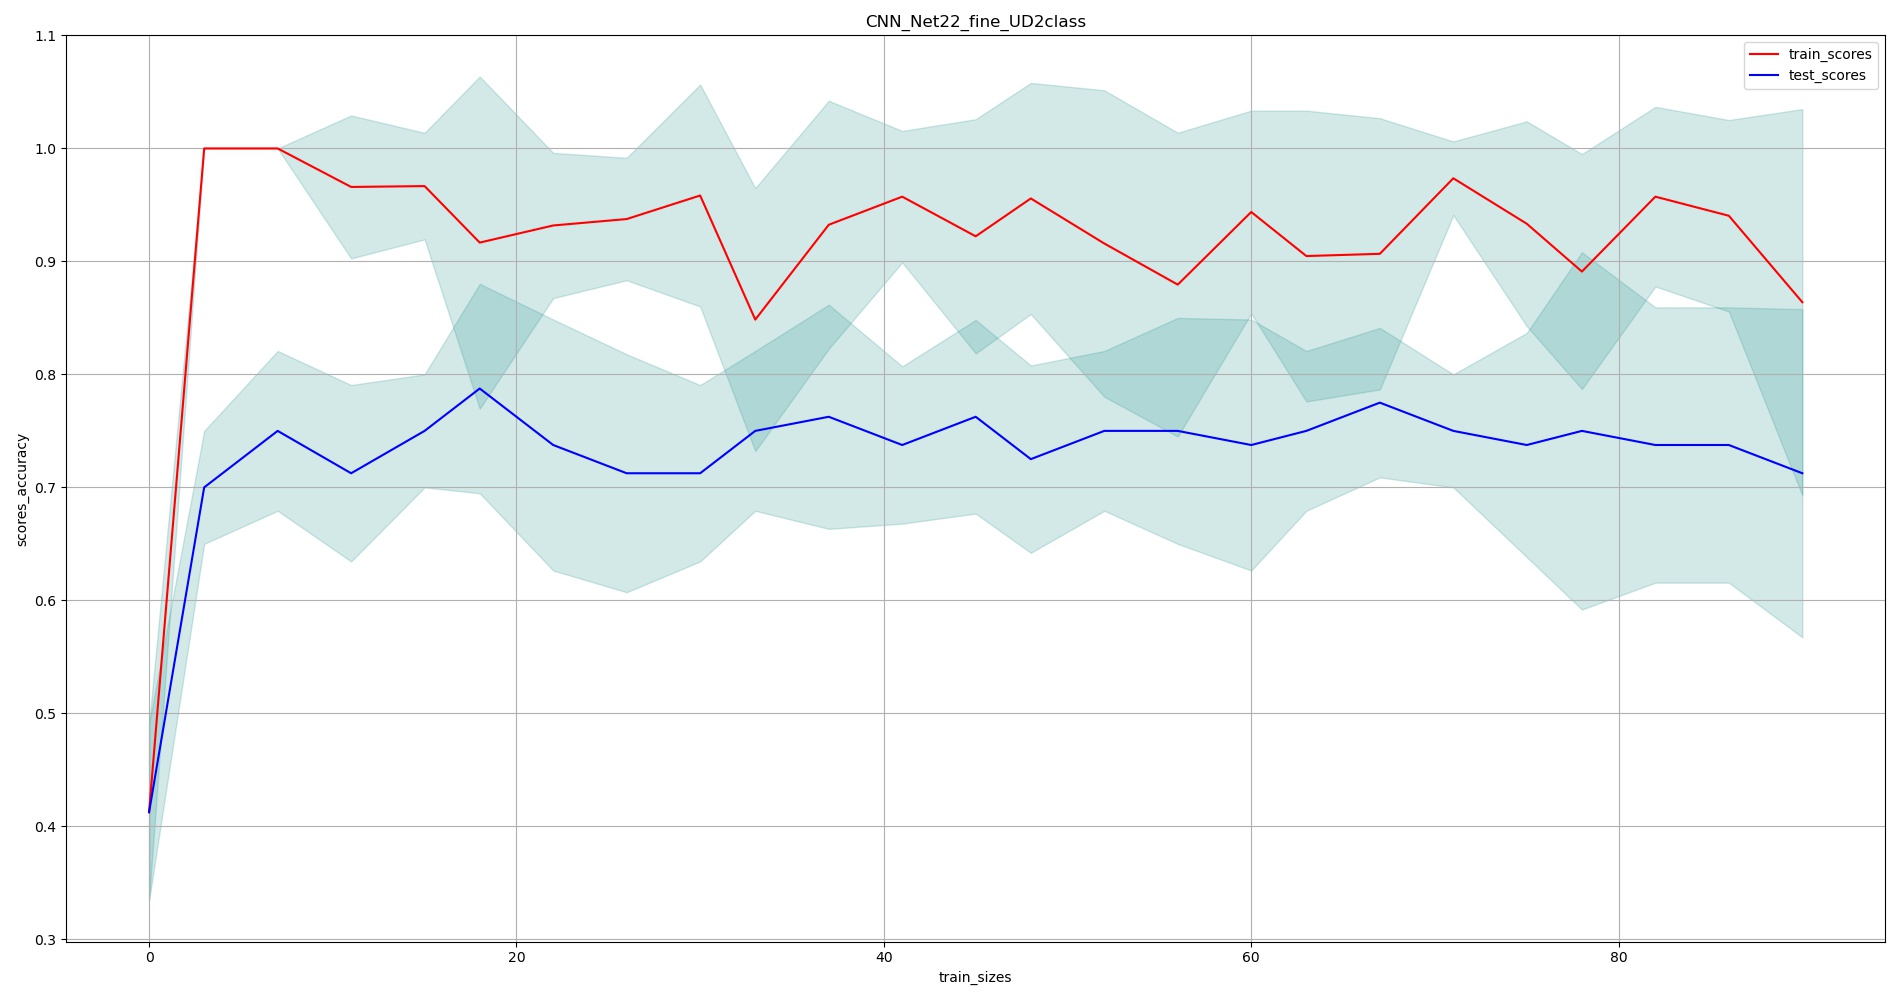 CNN_Net22_fine_UD2class
train_scores
test_scores
1.1
1.0
0.9
0.8
0.7
0.6
0.5
0.4
0.3
scores_accuracy
0 20 40 60 80
train_sizes